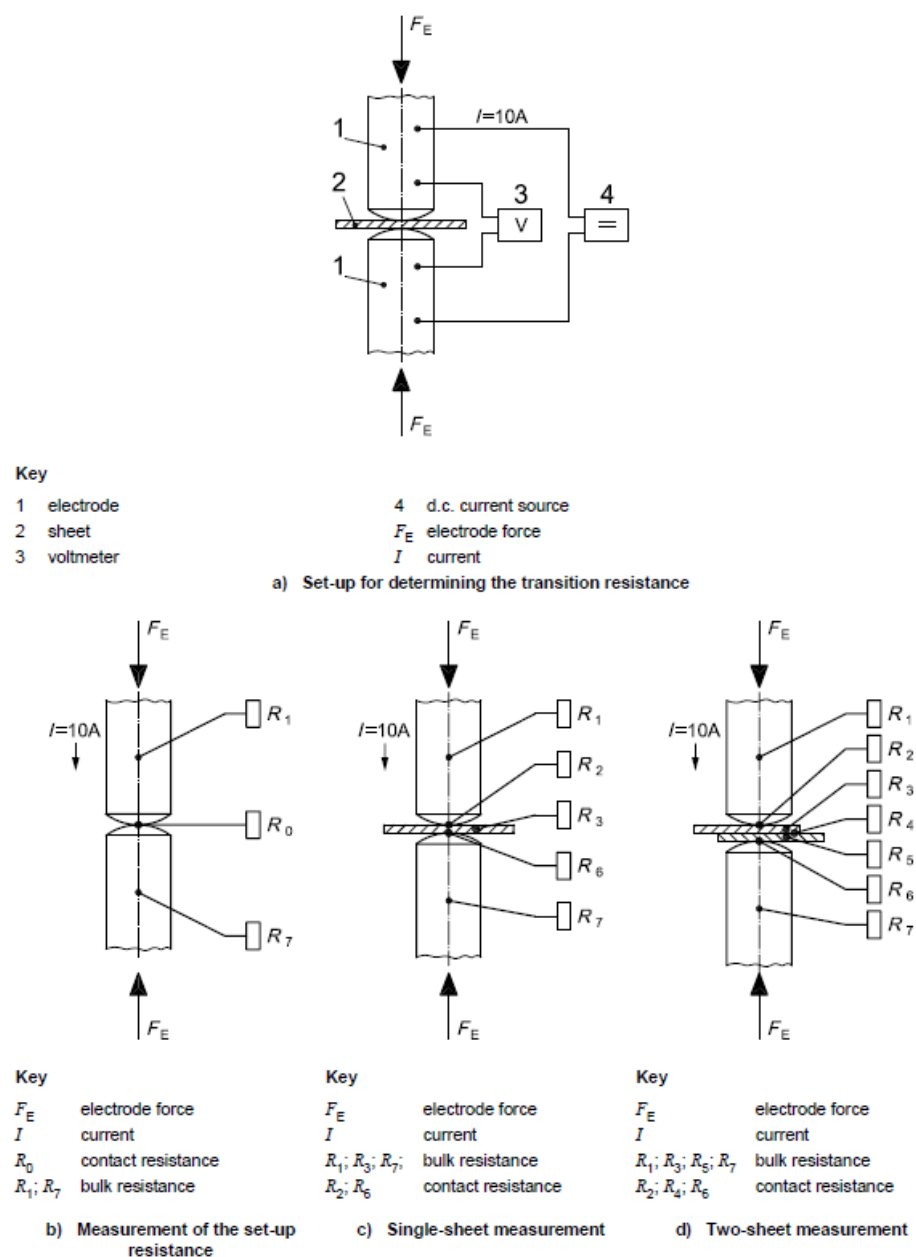 F_E
I=10A
1
2
3
4
V
=
1
F_E
Key
1 electrode
2 sheet
3 voltmeter
4 d.c. current source
F_E electrode force
I current
a) Set-up for determining the transition resistance
F_E
I=10A
R_1
R_0
R_7
F_E
Key
F_E electrode force
I current
R_0 contact resistance
R_1; R_7 bulk resistance
b) Measurement of the set-up
resistance
F_E
I=10A
R_1
R_2
R_3
R_6
R_7
F_E
Key
F_E electrode force
I current
R_1; R_3; R_7; bulk resistance
R_2; R_6 contact resistance
c) Single-sheet measurement
F_E
I=10A
R_1
R_2
R_3
R_4
R_5
R_6
R_7
F_E
Key
F_E electrode force
I current
R_1; R_3; R_5; R_7 bulk resistance
R_2; R_4; R_6 contact resistance
d) Two-sheet measurement